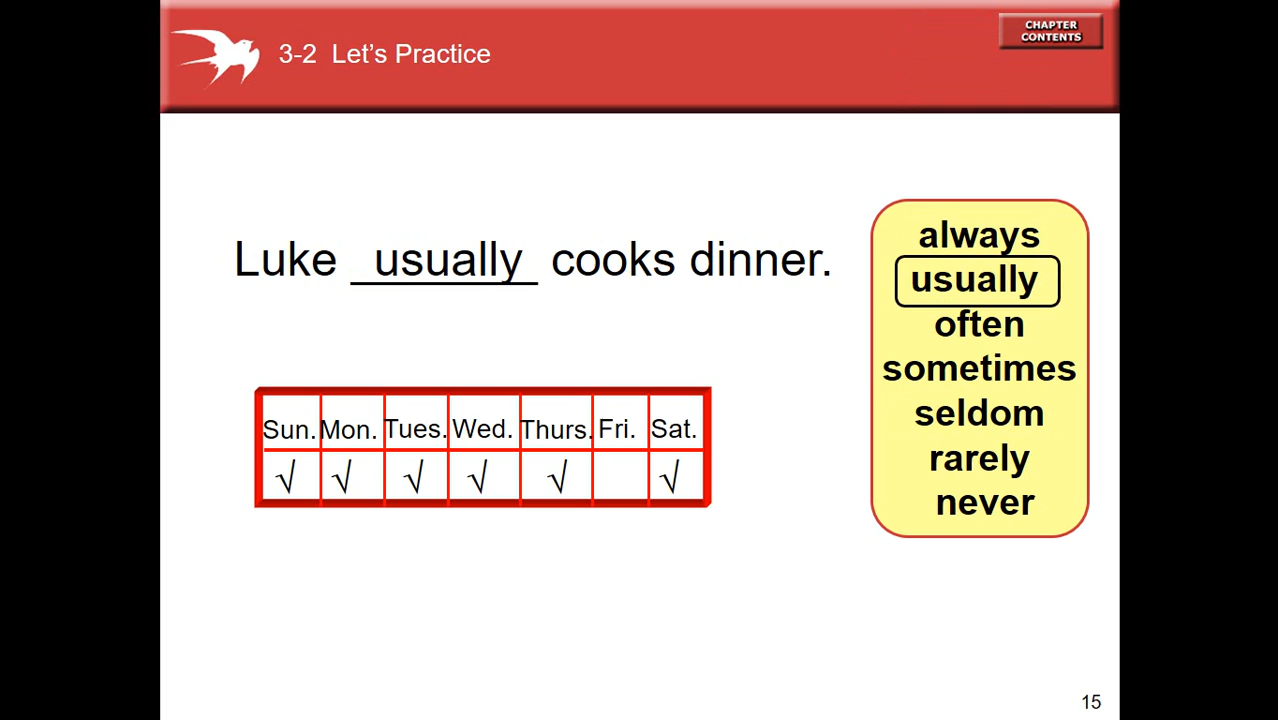 3-2 Let's Practice
CHAPTER
CONTENTS
Luke usually cooks dinner.
always
usually
often
sometimes
seldom
rarely
never
Sun. Mon. Tues. Wed. Thurs. Fri. Sat.
√ √ √ √ √ √
15